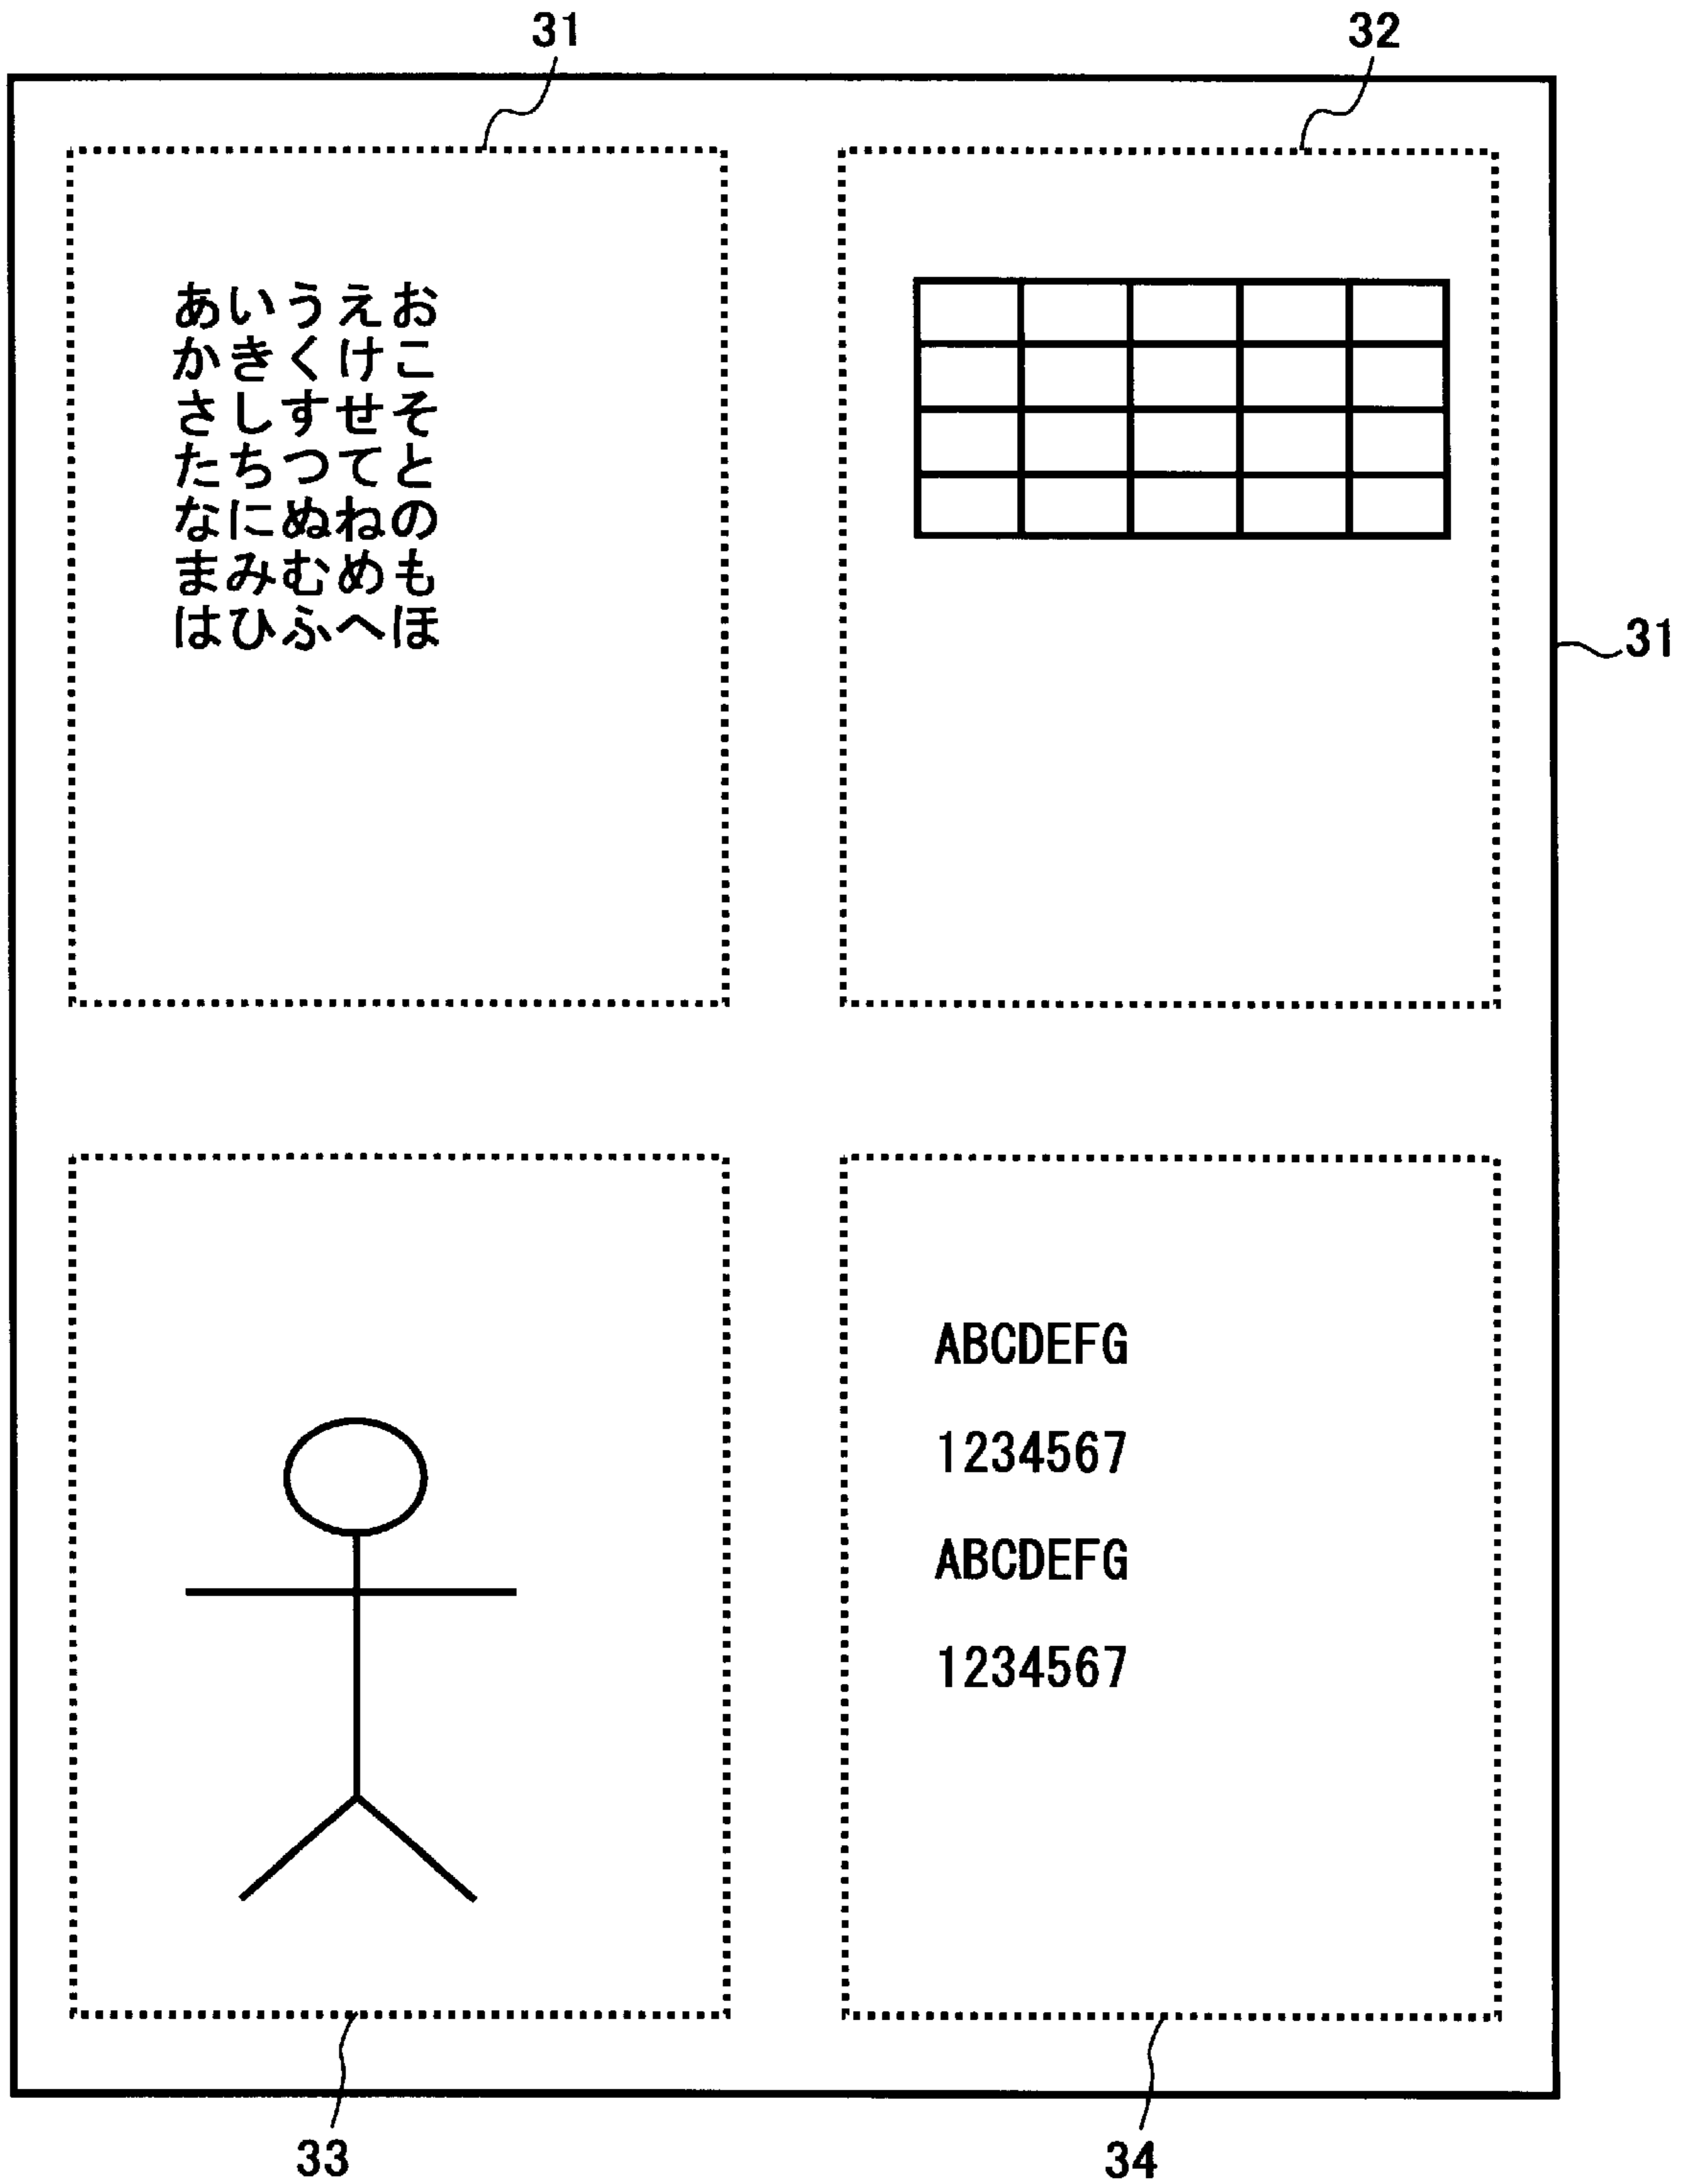 31
32
あいうえお
かきくけこ
さしすせそ
たちつてと
なにぬねの
まみむめも
はひふへほ
31
ABCDEFG
1234567
ABCDEFG
1234567
33
34